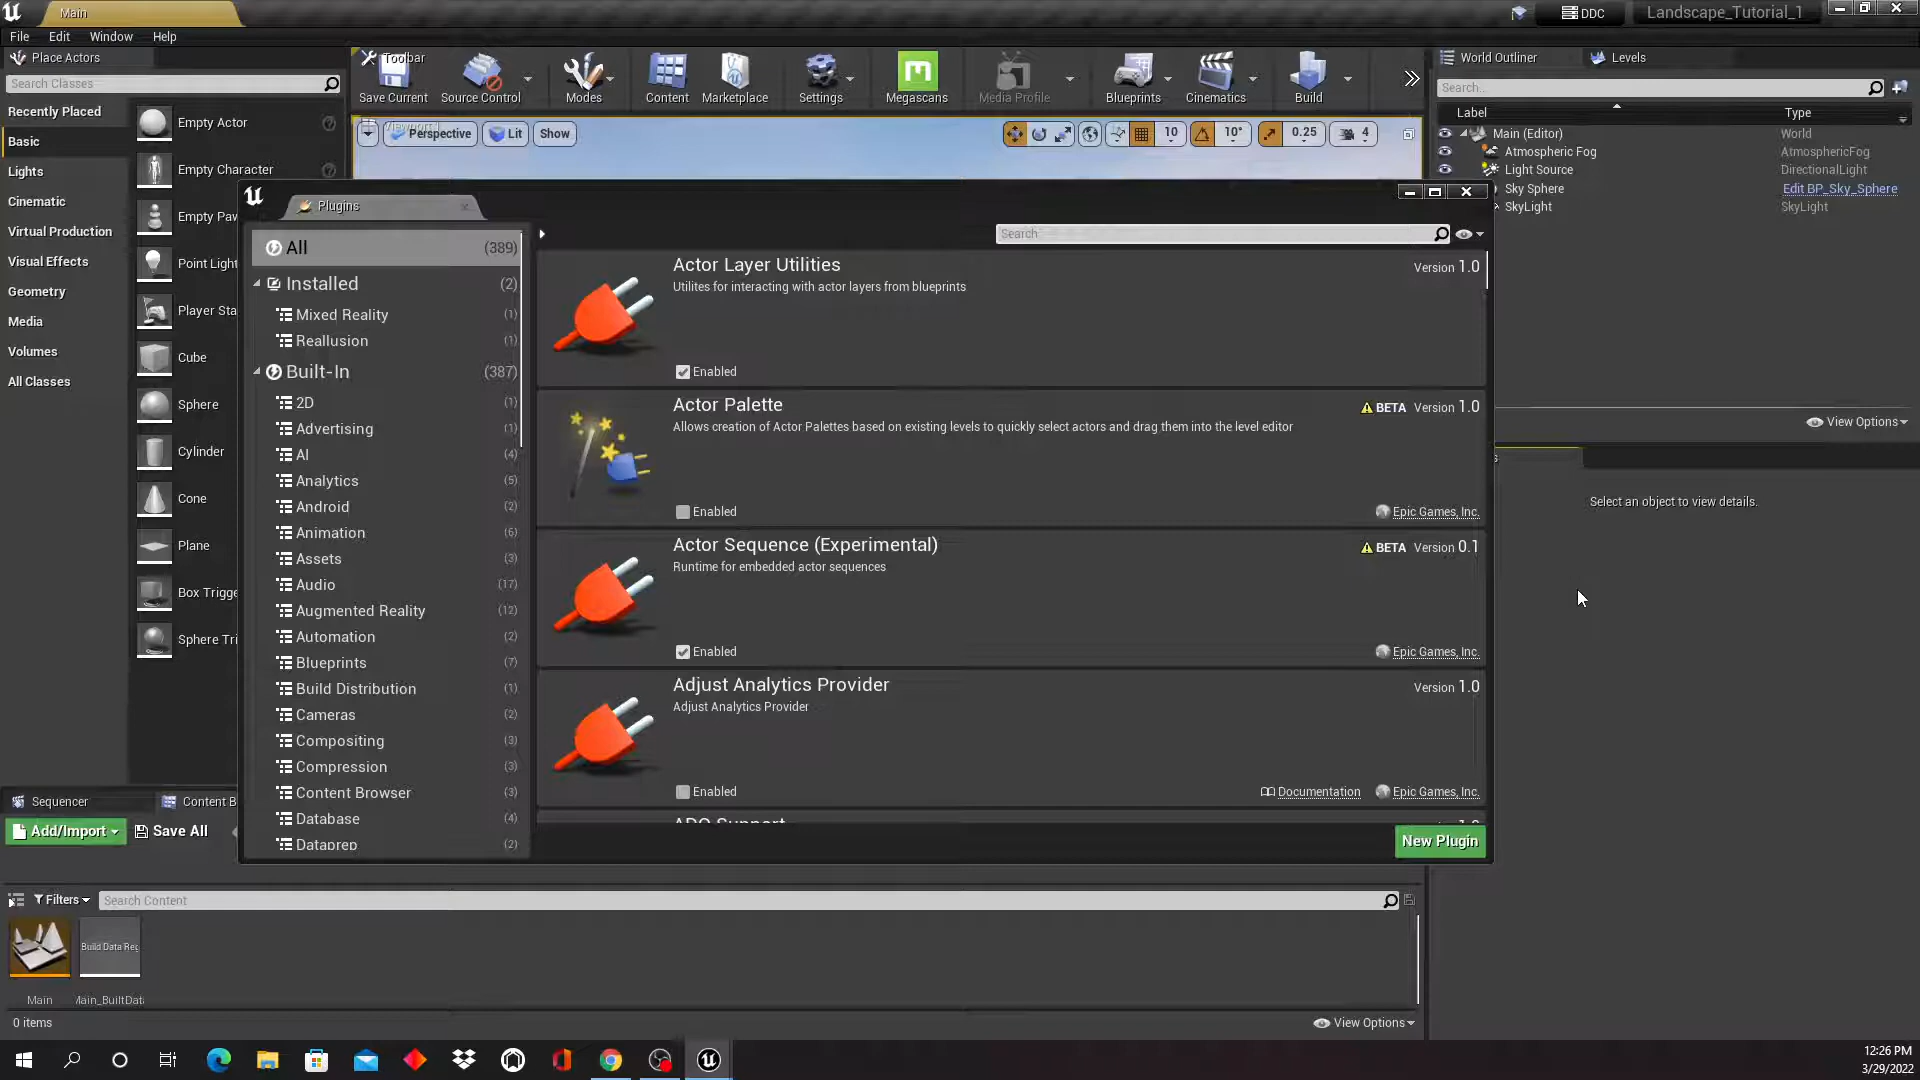 Main
DDC
Landscape_Tutorial_1
File Edit Window Help
Place Actors
Search Classes
Recently Placed
Basic
Lights
Cinematic
Virtual Production
Visual Effects
Geometry
Media
Volumes
All Classes
Empty Actor
Empty Character
Empty Paw
Point Light
Player Sta
Cube
Sphere
Cylinder
Cone
Plane
Box Trigge
Sphere Tri
Toolbar
Save Current
Source Control
Modes
Content
Marketplace
Settings
Megascans
Media Profile
Blueprints
Cinematics
Build
Viewport 1
Perspective
Lit
Show
10
10°
0.25
4
World Outliner
Levels
Search...
Label Type
Main (Editor) World
Atmospheric Fog AtmosphericFog
Light Source DirectionalLight
Sky Sphere Edit BP_Sky_Sphere
SkyLight SkyLight
View Options
Select an object to view details.
Plugins
All (389)
Installed (2)
Mixed Reality (1)
Reallusion (1)
Built-In (387)
2D (1)
Advertising (1)
AI (4)
Analytics (5)
Android (2)
Animation (6)
Assets (3)
Audio (17)
Augmented Reality (12)
Automation (2)
Blueprints (7)
Build Distribution (1)
Cameras (2)
Compositing (3)
Compression (3)
Content Browser (3)
Database (4)
Dataprep (2)
Search
Actor Layer Utilities Version 1.0
Utilites for interacting with actor layers from blueprints
Enabled
Actor Palette BETA Version 1.0
Allows creation of Actor Palettes based on existing levels to quickly select actors and drag them into the level editor
Enabled Epic Games, Inc.
Actor Sequence (Experimental) BETA Version 0.1
Runtime for embedded actor sequences
Enabled Epic Games, Inc.
Adjust Analytics Provider Version 1.0
Adjust Analytics Provider
Enabled Documentation Epic Games, Inc.
New Plugin
Sequencer
Content B
Add/Import
Save All
Filters
Search Content
Build Data Reg
Main
Main_BuiltData
0 items
View Options
12:26 PM
3/29/2022